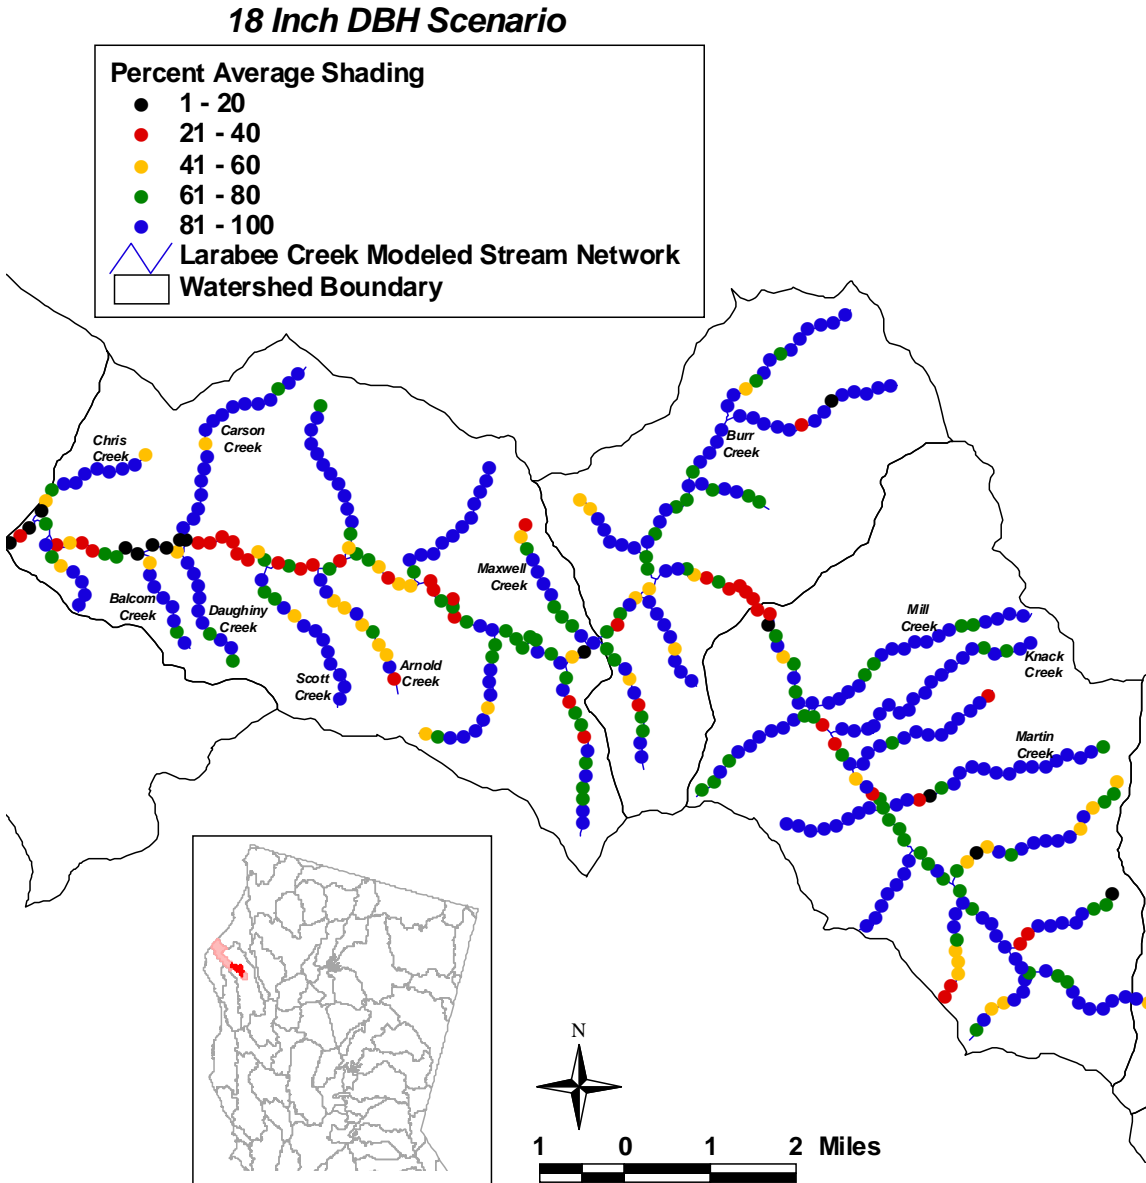 18 Inch DBH Scenario
Percent Average Shading
1 - 20
21 - 40
41 - 60
61 - 80
81 - 100
Larabee Creek Modeled Stream Network
Watershed Boundary
Chris
Creek
Carson
Creek
Burr
Creek
Maxwell
Creek
Balcom
Creek
Daughiny
Creek
Scott
Creek
Arnold
Creek
Mill
Creek
Knack
Creek
Martin
Creek
N
1 0 1 2 Miles